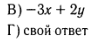 В) −3x + 2y
Г) свой ответ